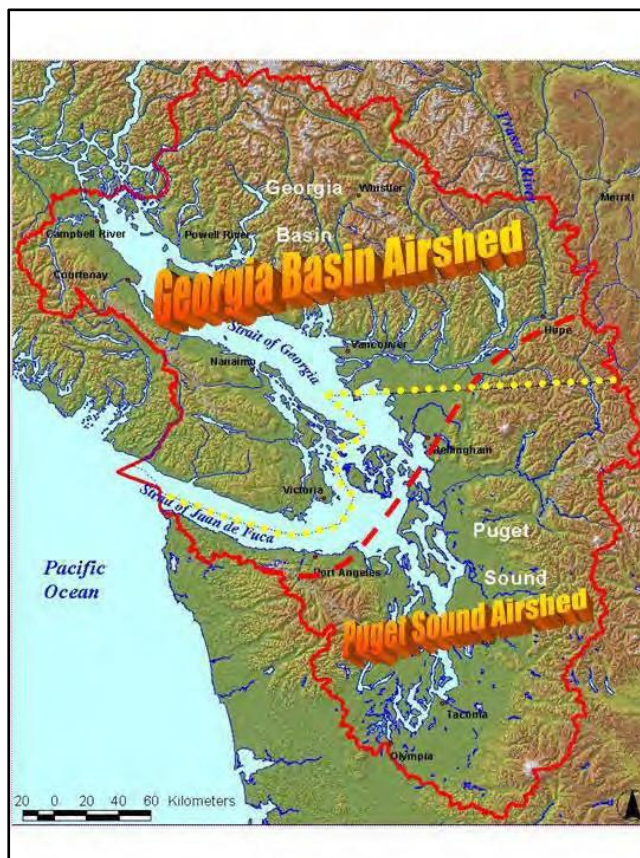 Georgia
Whistler
Fraser River
Merritt
Campbell River
Powell River
Basin
Georgia Basin Airshed
Courtenay
Hope
Strait of Georgia
Vancouver
Nanaimo
Bellingham
Victoria
Strait of Juan de Fuca
Puget
Pacific
Ocean
Port Angeles
Sound
Puget Sound Airshed
Tacoma
Olympia
20 0 20 40 60 Kilometers